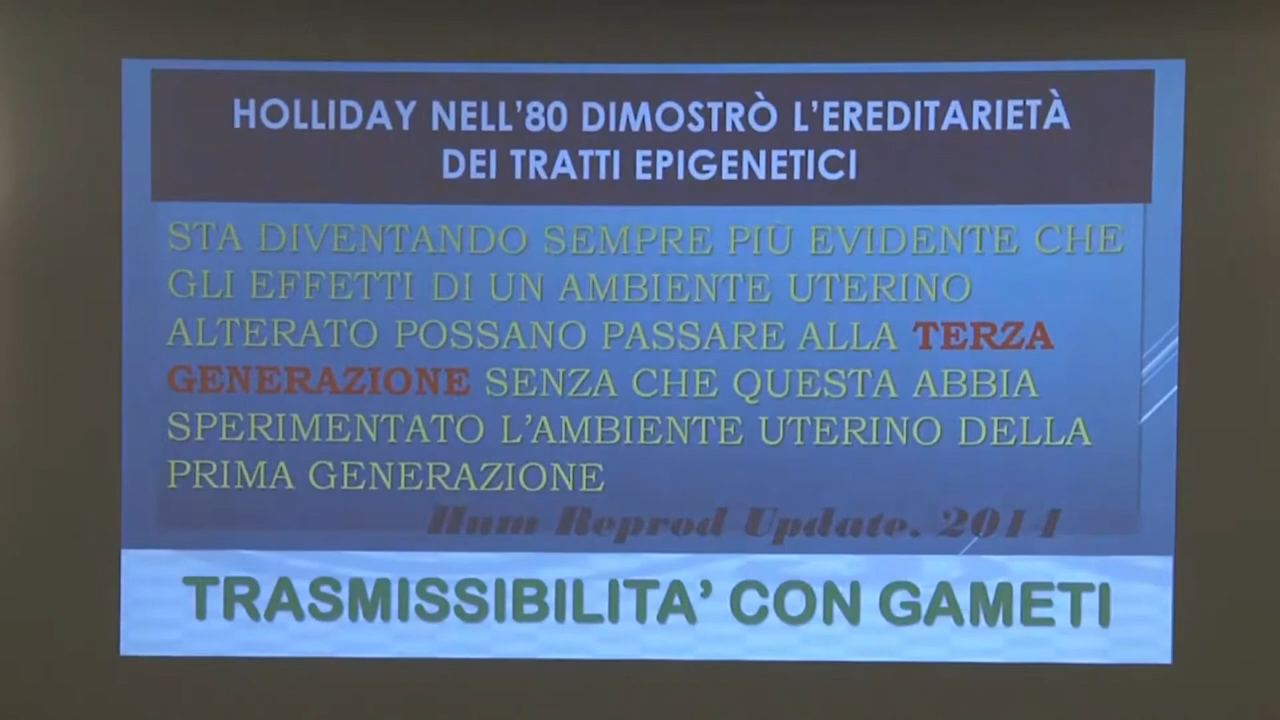 HOLLIDAY NELL'80 DIMOSTRÒ L'EREDITARIETÀ
DEI TRATTI EPIGENETICI
STA DIVENTANDO SEMPRE PIÙ EVIDENTE CHE
GLI EFFETTI DI UN AMBIENTE UTERINO
ALTERATO POSSANO PASSARE ALLA TERZA
GENERAZIONE SENZA CHE QUESTA ABBIA
SPERIMENTATO L'AMBIENTE UTERINO DELLA
PRIMA GENERAZIONE
Hum Reprod Update. 2014
TRASMISSIBILITA' CON GAMETI